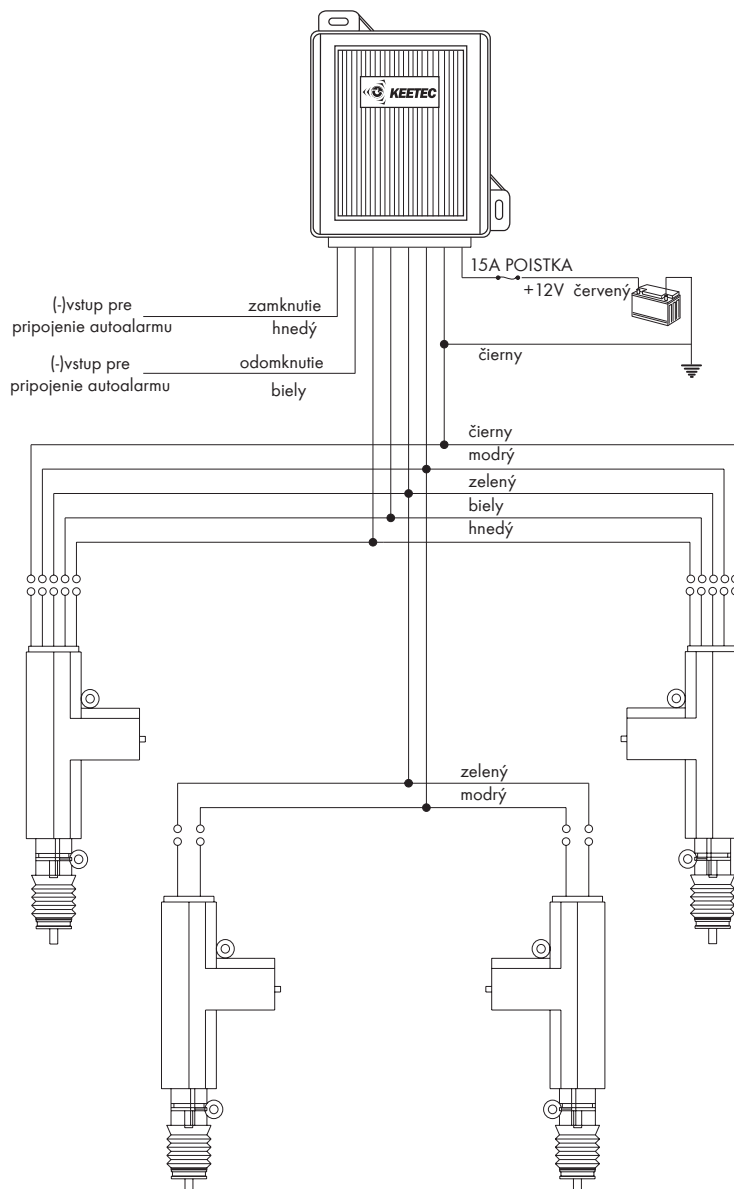 KEETEC
15A POISTKA
+12V červený
(-)vstup pre
pripojenie autoalarmu
zamknutie
hnedý
(-)vstup pre
pripojenie autoalarmu
odomknutie
biely
čierny
čierny
modrý
zelený
biely
hnedý
zelený
modrý